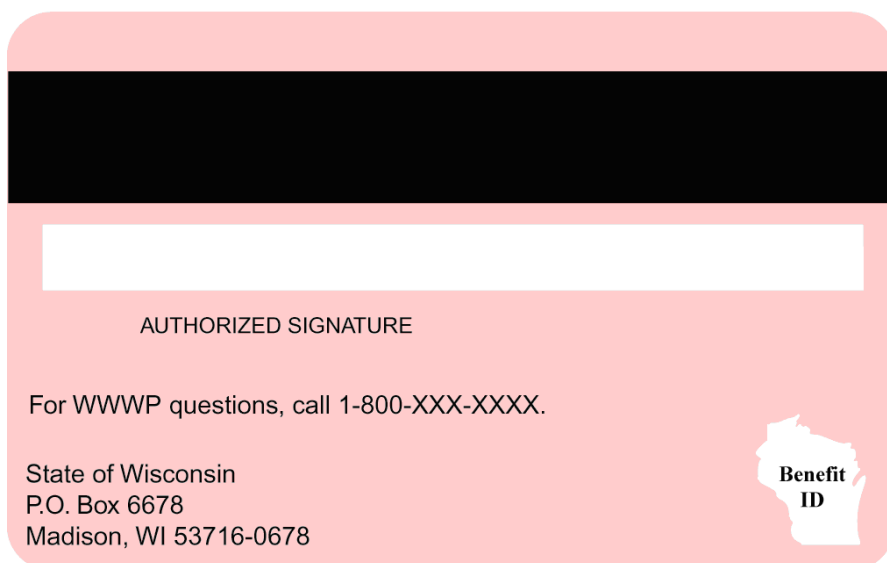 AUTHORIZED SIGNATURE
For WWWP questions, call 1-800-XXX-XXXX.
State of Wisconsin
P.O. Box 6678
Madison, WI 53716-0678
Benefit
ID